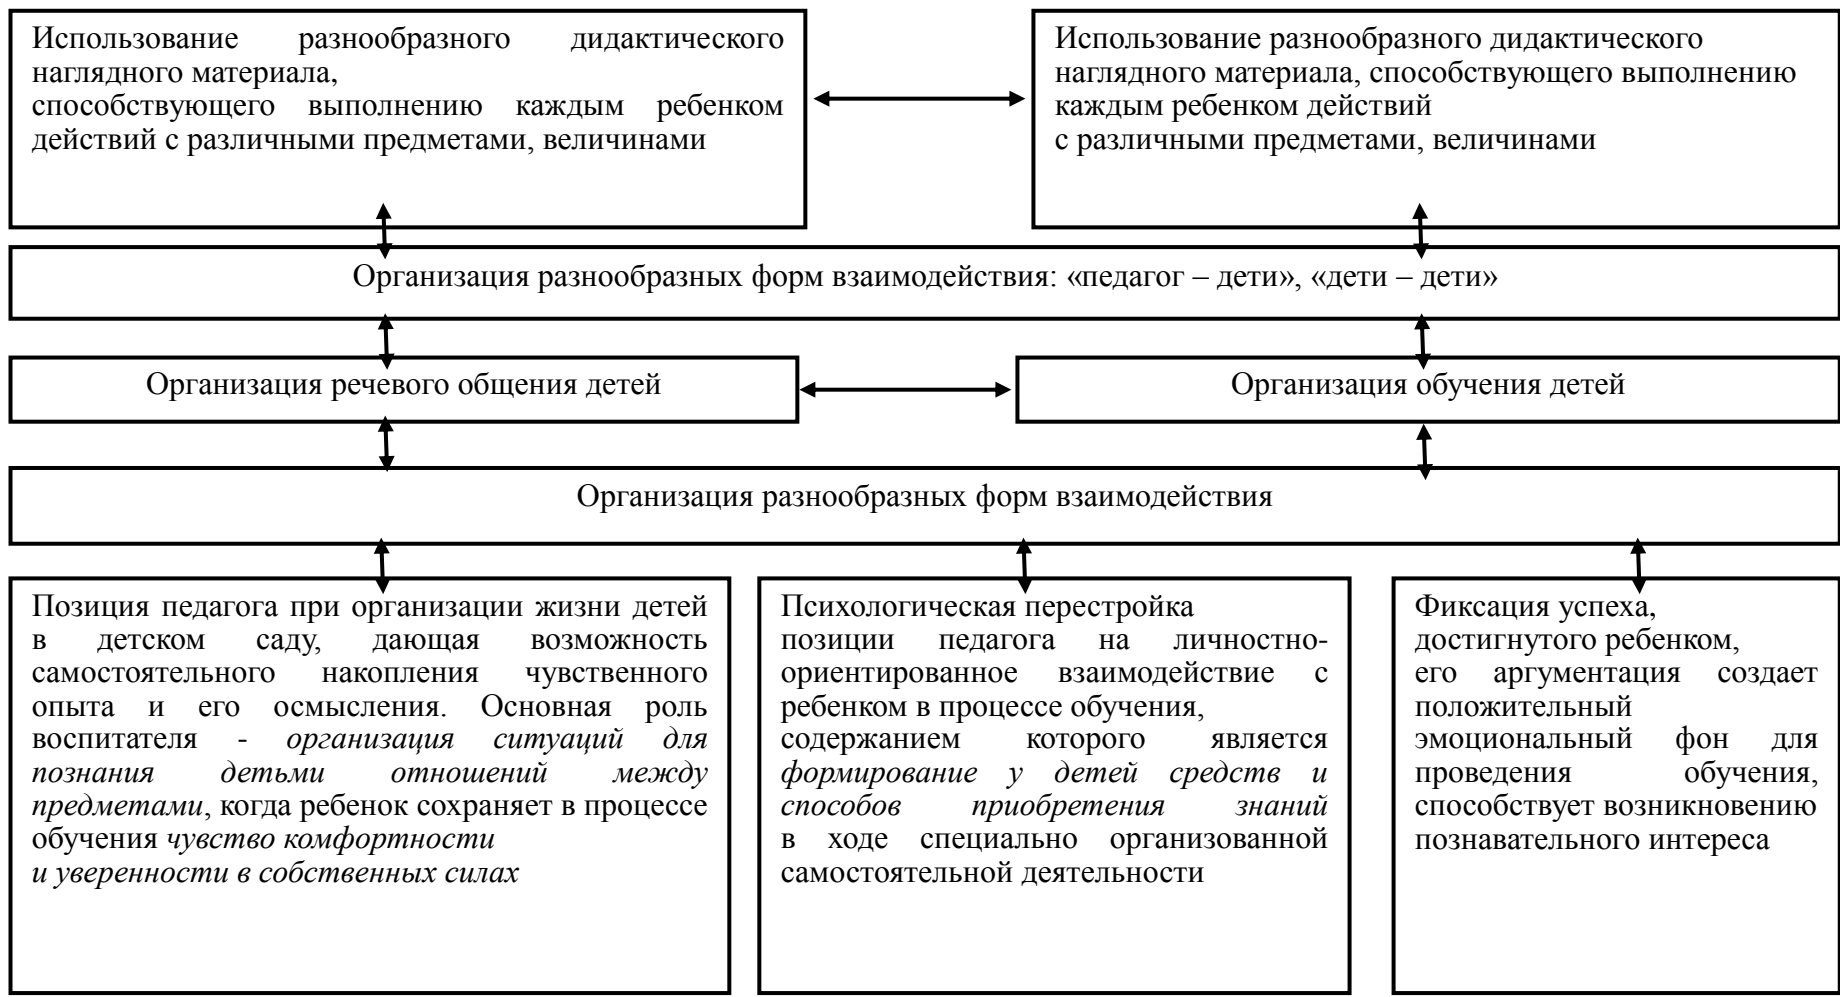 Использование разнообразного дидактического
наглядного материала,
способствующего выполнению каждым ребенком
действий с различными предметами, величинами
Использование разнообразного дидактического
наглядного материала, способствующего выполнению
каждым ребенком действий
с различными предметами, величинами
Организация разнообразных форм взаимодействия: «педагог – дети», «дети – дети»
Организация речевого общения детей
Организация обучения детей
Организация разнообразных форм взаимодействия
Позиция педагога при организации жизни детей
в детском саду, дающая возможность
самостоятельного накопления чувственного
опыта и его осмысления. Основная роль
воспитателя - организация ситуаций для
познания детьми отношений между
предметами, когда ребенок сохраняет в процессе
обучения чувство комфортности
и уверенности в собственных силах
Психологическая перестройка
позиции педагога на личностно-
ориентированное взаимодействие с
ребенком в процессе обучения,
содержанием которого является
формирование у детей средств и
способов приобретения знаний
в ходе специально организованной
самостоятельной деятельности
Фиксация успеха,
достигнутого ребенком,
его аргументация создает
положительный
эмоциональный фон для
проведения обучения,
способствует возникновению
познавательного интереса